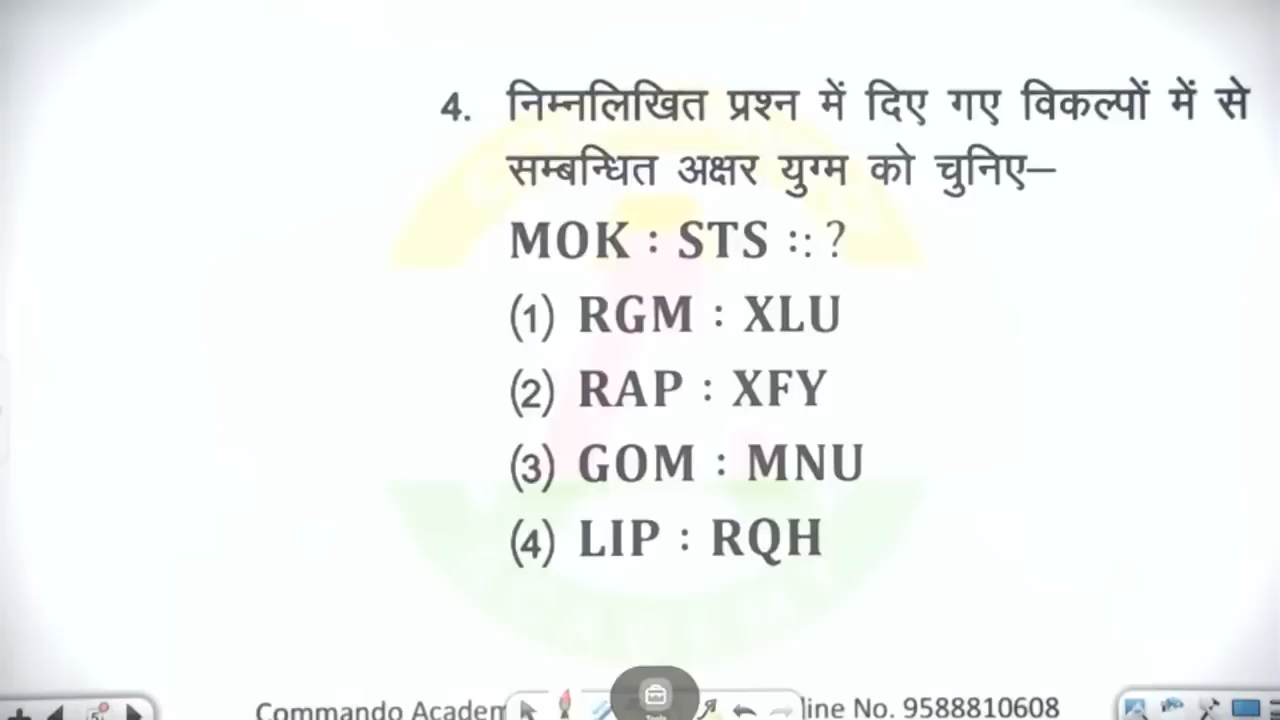 4. निम्नलिखित प्रश्न में दिए गए विकल्पों में से
सम्बन्धित अक्षर युग्म को चुनिए–
MOK : STS :: ?
(1) RGM : XLU
(2) RAP : XFY
(3) GOM : MNU
(4) LIP : RQH
Commando Academ
line No. 9588810608